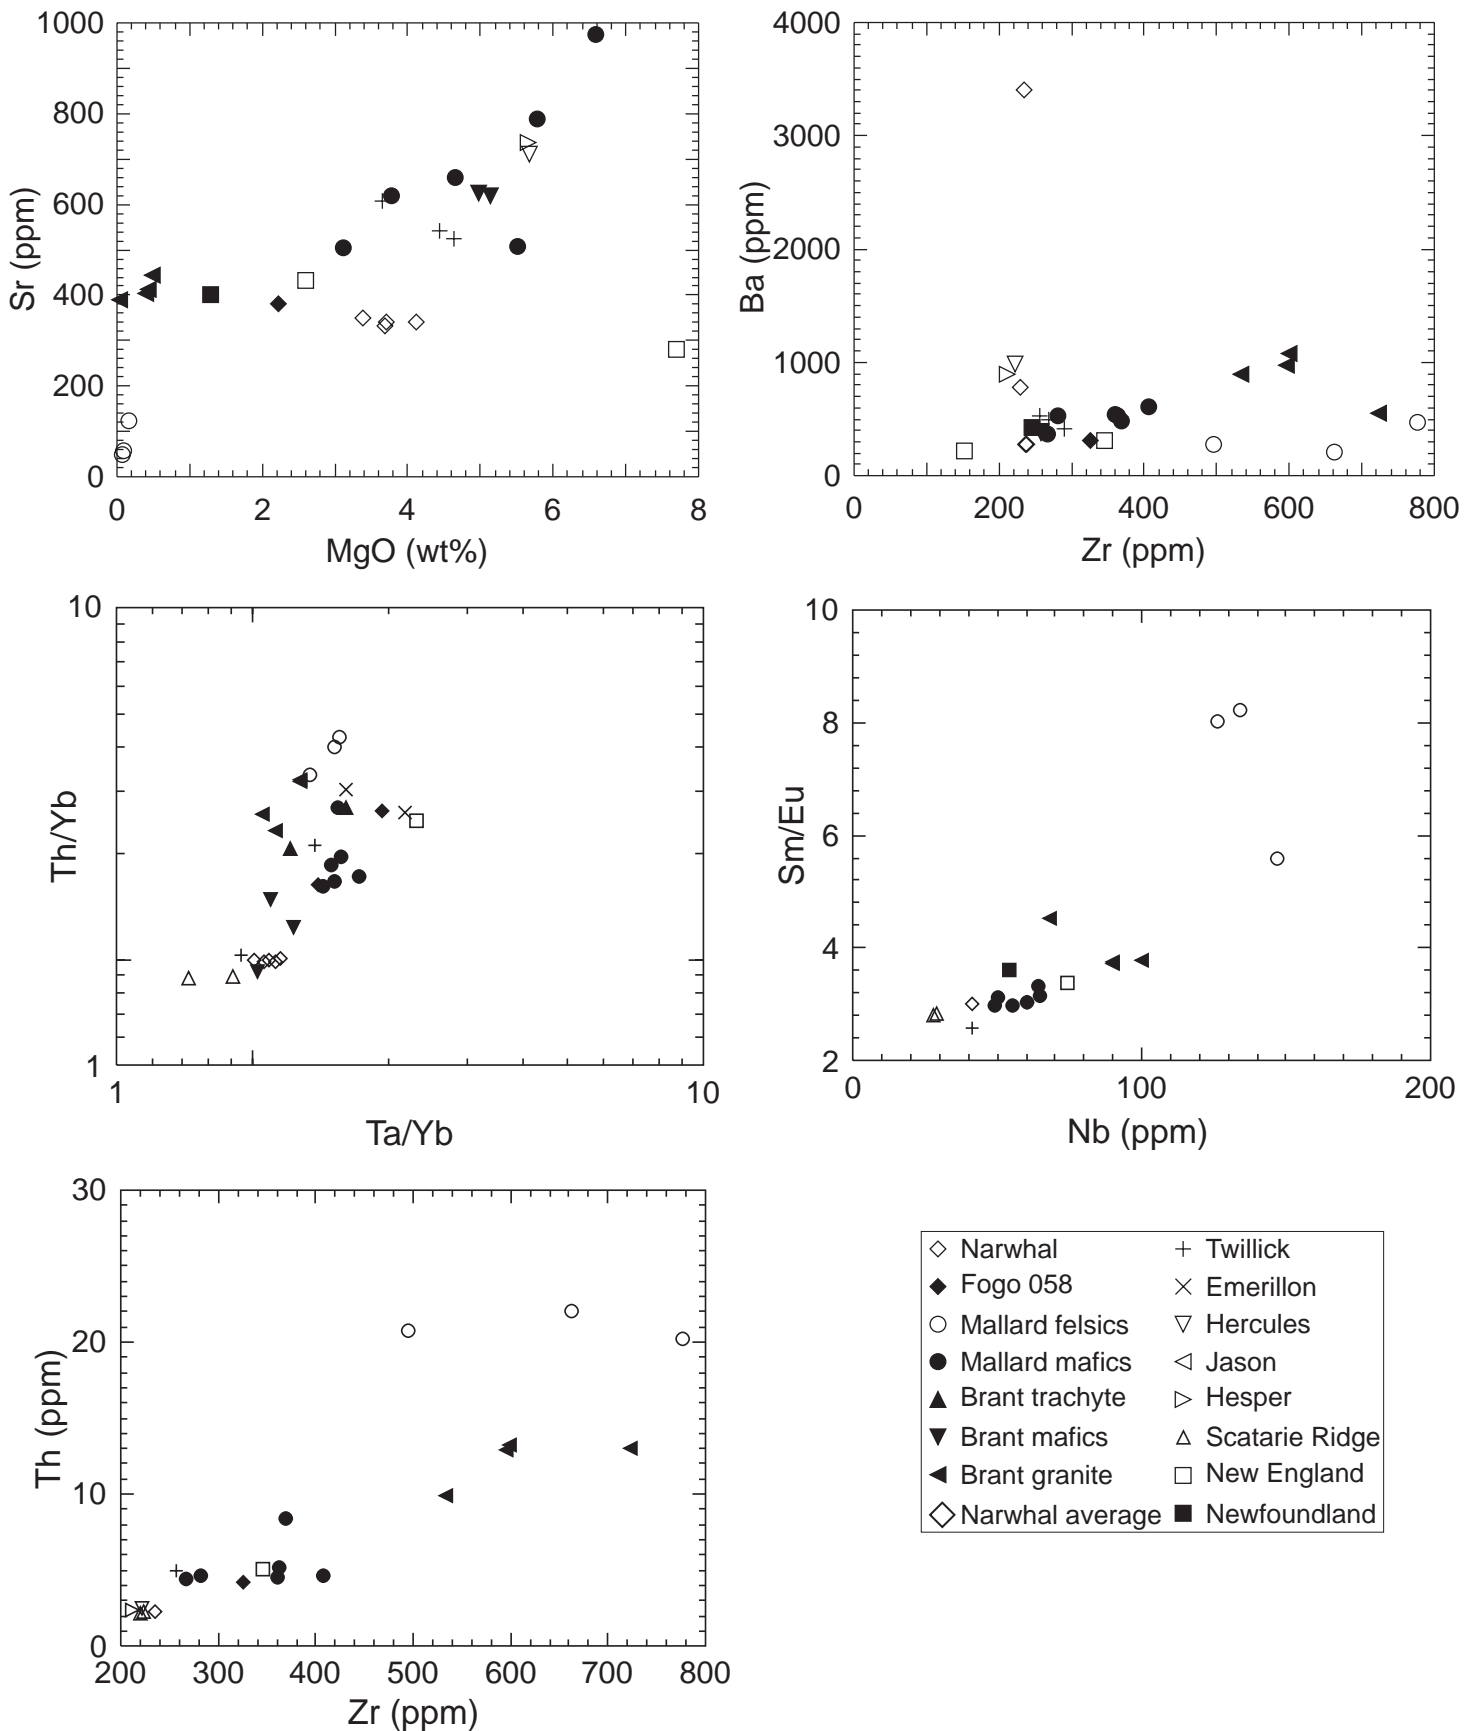 1000
800
600
400
200
0
Sr (ppm)
0 2 4 6 8
MgO (wt%)
4000
3000
2000
1000
0
Ba (ppm)
0 200 400 600 800
Zr (ppm)
10
1
Th/Yb
1 10
Ta/Yb
10
8
6
4
2
Sm/Eu
0 100 200
Nb (ppm)
30
20
10
0
Th (ppm)
200 300 400 500 600 700 800
Zr (ppm)
Narwhal
Fogo 058
Mallard felsics
Mallard mafics
Brant trachyte
Brant mafics
Brant granite
Narwhal average
Twillick
Emerillon
Hercules
Jason
Hesper
Scatarie Ridge
New England
Newfoundland